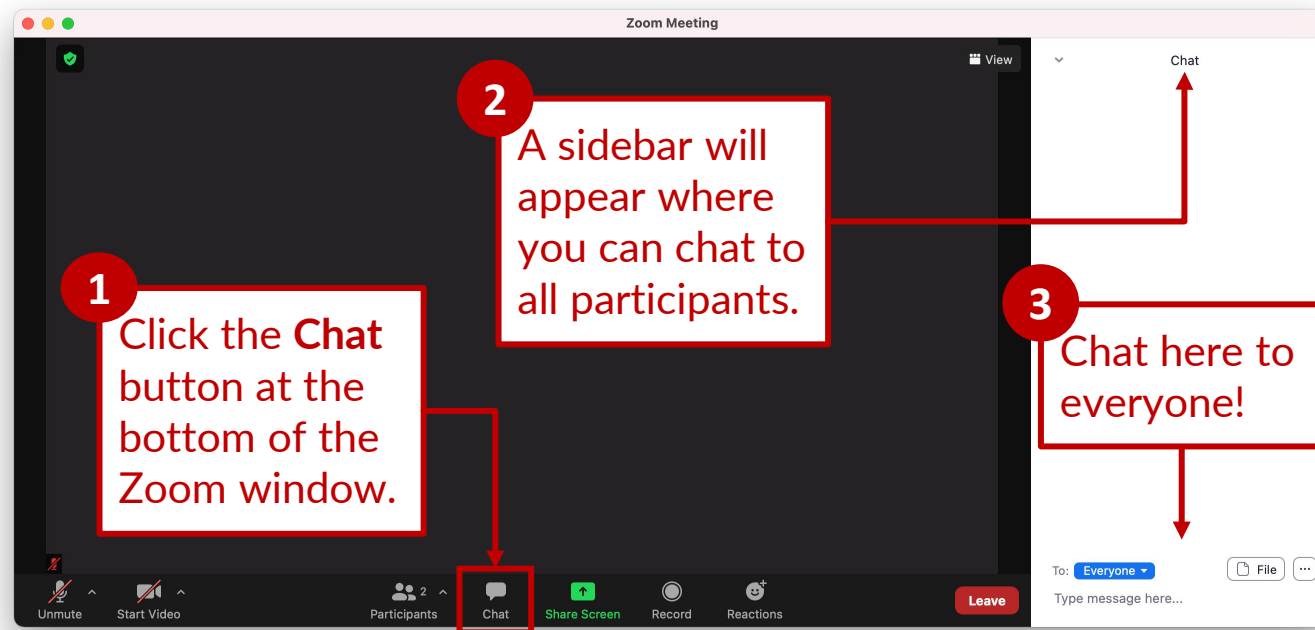 Zoom Meeting
View
Chat
2
A sidebar will
appear where
you can chat to
all participants.
1
Click the Chat
button at the
bottom of the
Zoom window.
3
Chat here to
everyone!
To: Everyone
File
Type message here...
Unmute
Start Video
2
Participants
Chat
Share Screen
Record
Reactions
Leave